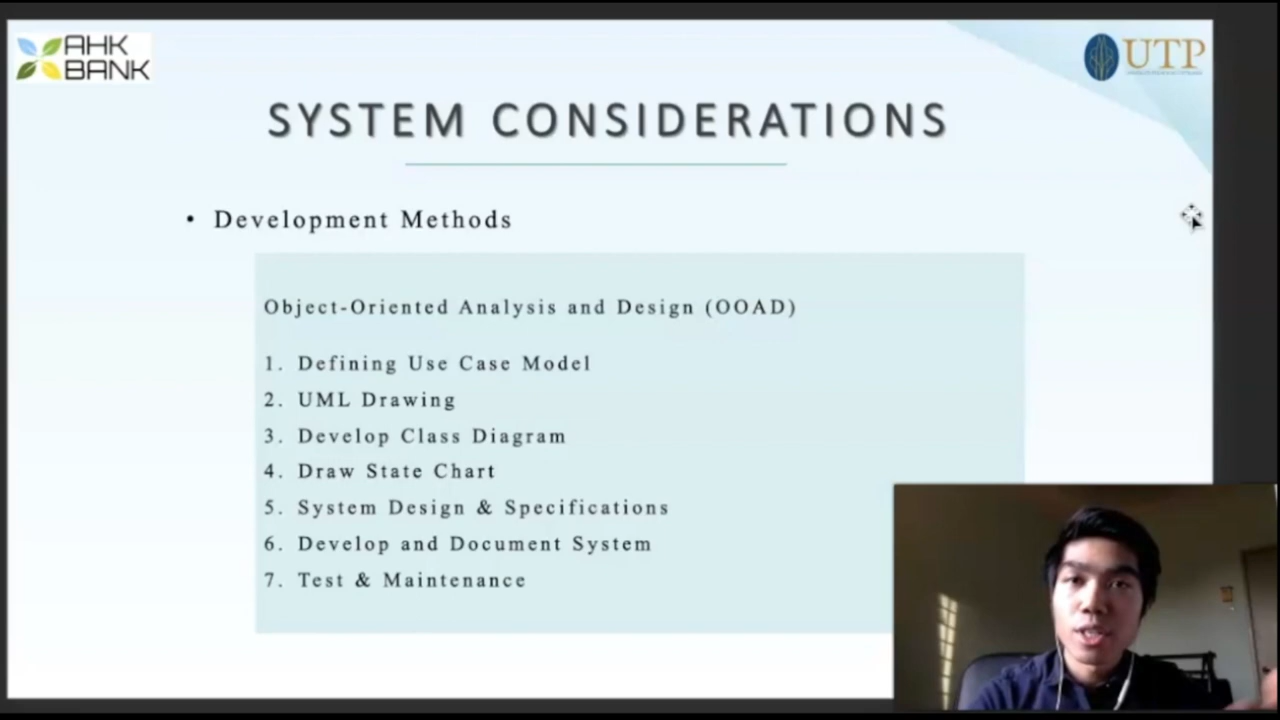 AHK
BANK
UTP
SYSTEM CONSIDERATIONS
• Development Methods
Object-Oriented Analysis and Design (OOAD)
1. Defining Use Case Model
2. UML Drawing
3. Develop Class Diagram
4. Draw State Chart
5. System Design & Specifications
6. Develop and Document System
7. Test & Maintenance